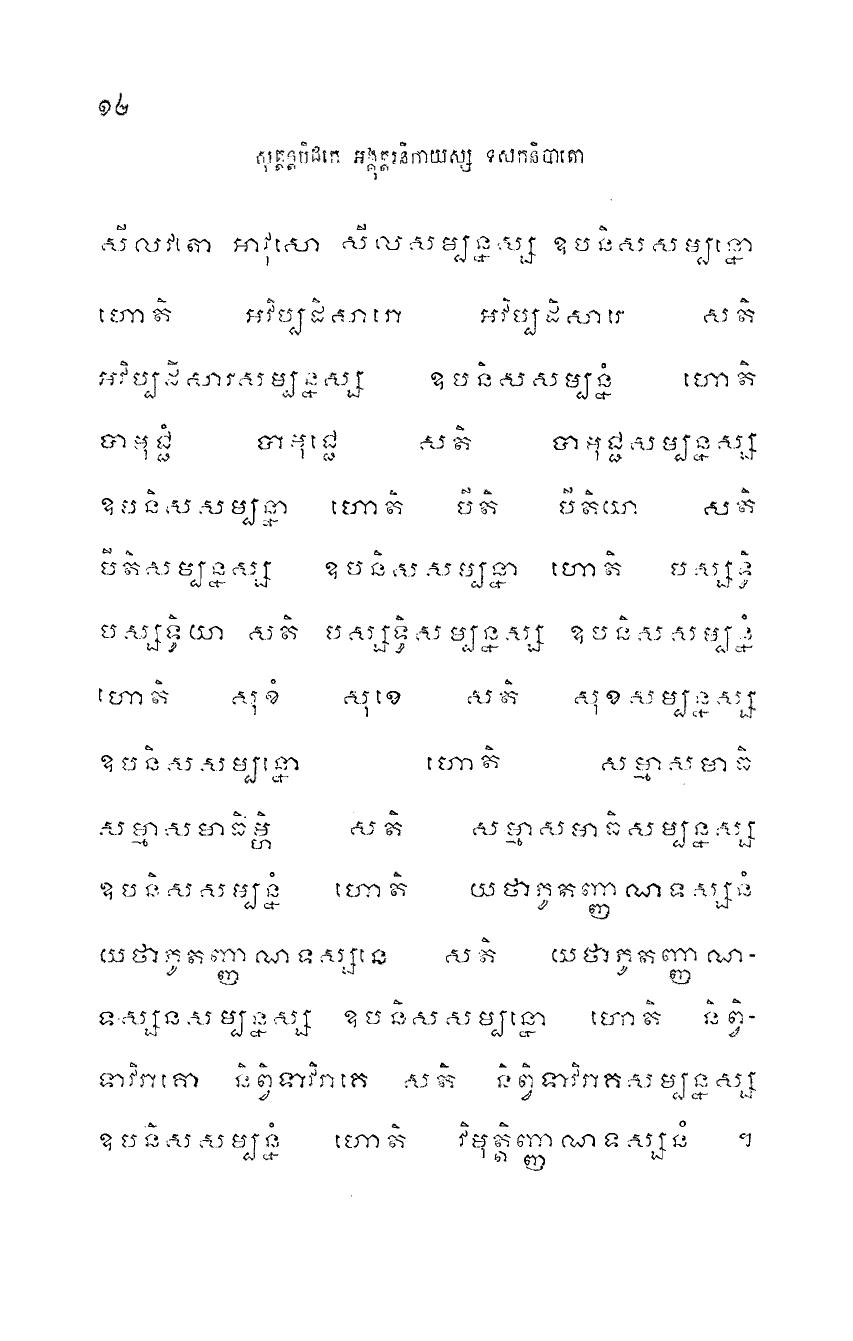 ១២
សុត្តន្តបិដកេ អង្គុត្តរនិកាយស្ស ទសកនិបាតោ
សីលវតោ អាវុសោ សីលសម្បន្នស្ស ឧបនិសសម្បន្នោ
ហោតិ អវិប្បដិសារោ អវិប្បដិសារេ សតិ
អវិប្បដិសារសម្បន្នស្ស ឧបនិសសម្បន្នំ ហោតិ
បាមុជ្ជំ បាមុជ្ជេ សតិ បាមុជ្ជសម្បន្នស្ស
ឧបនិសសម្បន្នា ហោតិ បីតិ បីតិយា សតិ
បីតិសម្បន្នស្ស ឧបនិសសម្បន្នា ហោតិ បស្សទ្ធិ
បស្សទ្ធិយា សតិ បស្សទ្ធិសម្បន្នស្ស ឧបនិសសម្បន្នំ
ហោតិ សុខំ សុខេ សតិ សុខសម្បន្នស្ស
ឧបនិសសម្បន្នោ ហោតិ សម្មាសមាធិ
សម្មាសមាធិម្ហិ សតិ សម្មាសមាធិសម្បន្នស្ស
ឧបនិសសម្បន្នំ ហោតិ យថាភូតញ្ញាណទស្សនំ
យថាភូតញ្ញាណទស្សនេ សតិ យថាភូតញ្ញាណ-
ទស្សនសម្បន្នស្ស ឧបនិសសម្បន្នោ ហោតិ និព្វិ-
ទាវិរាគោ និព្វិទាវិរាគេ សតិ និព្វិទាវិរាគសម្បន្នស្ស
ឧបនិសសម្បន្នំ ហោតិ វិមុត្តិញ្ញាណទស្សនំ ។